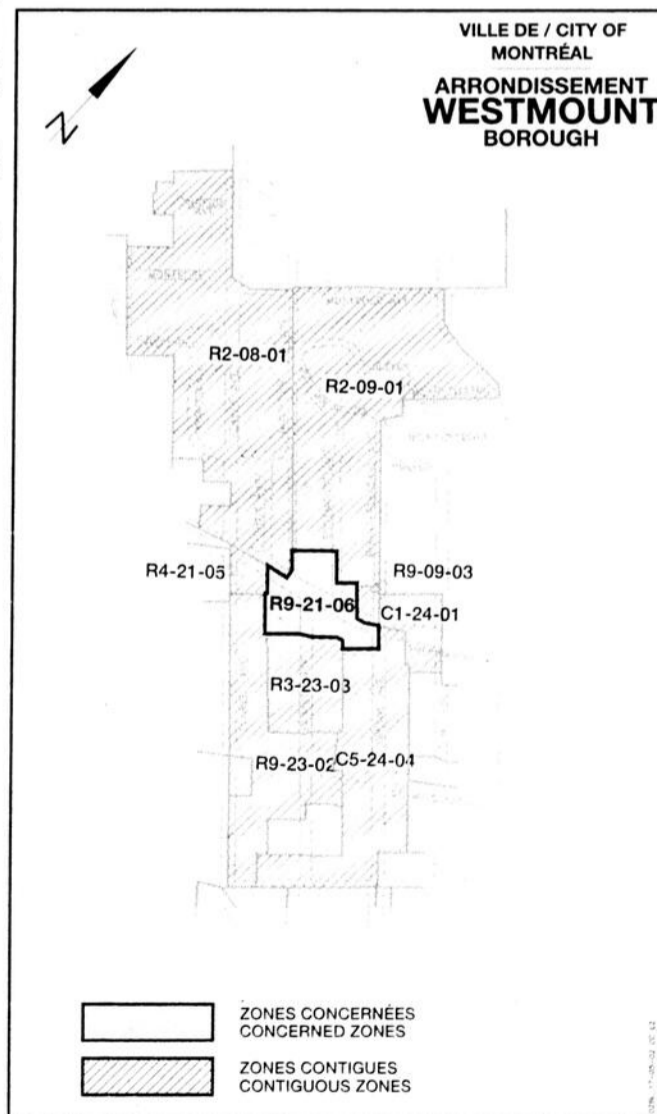 VILLE DE / CITY OF
MONTRÉAL
ARRONDISSEMENT
WESTMOUNT
BOROUGH
N
R2-08-01
R2-09-01
R4-21-05
R9-09-03
R9-21-06
C1-24-01
R3-23-03
R9-23-02
C5-24-04
ZONES CONCERNÉES
CONCERNED ZONES
ZONES CONTIGUES
CONTIGUOUS ZONES